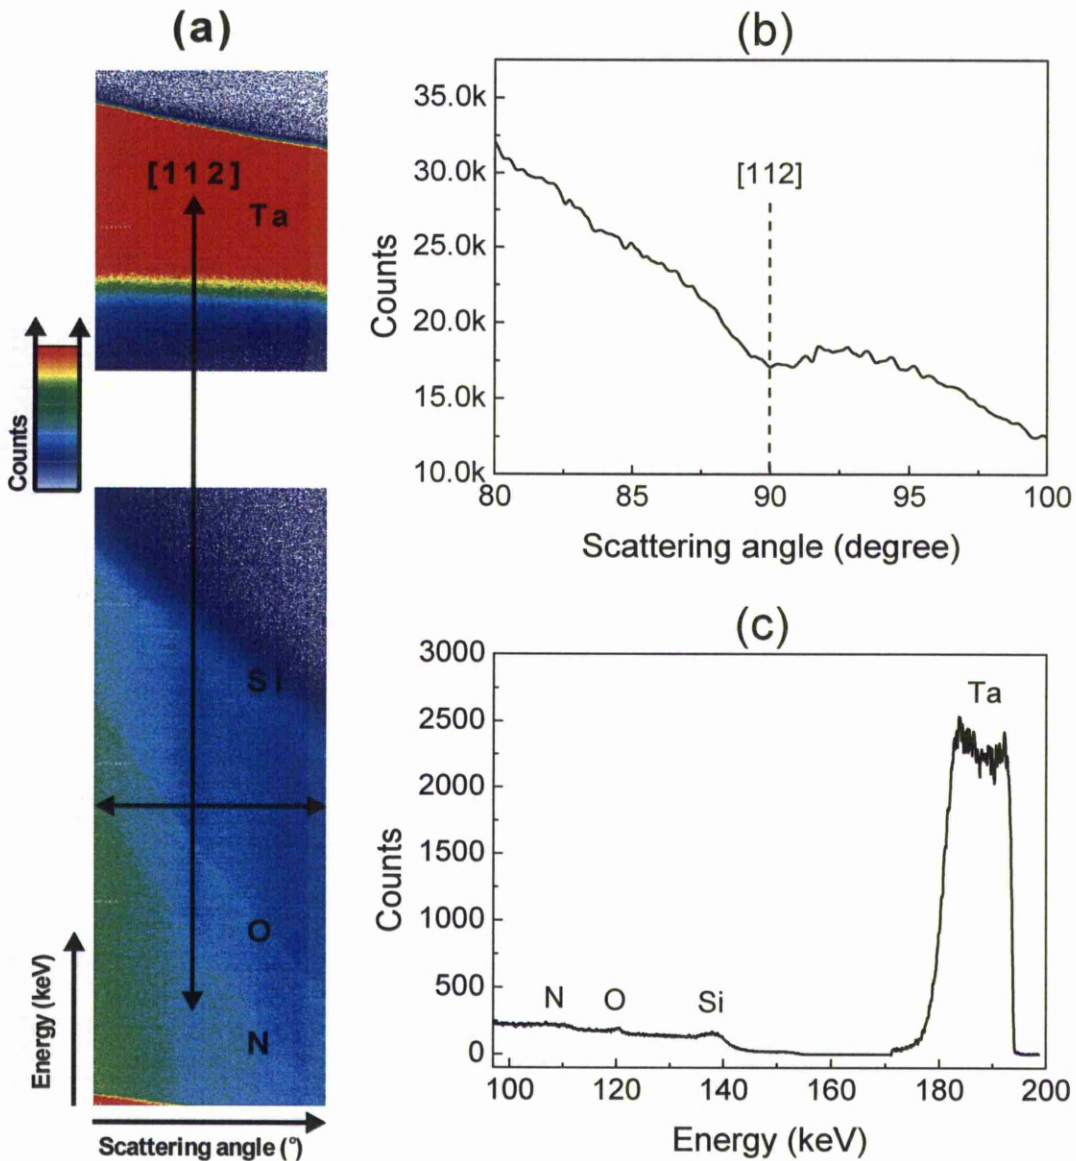 (a)
[112]
Ta
Counts
Si
O
N
Energy (keV)
Scattering angle (°)
(b)
35.0k
30.0k
25.0k
20.0k
15.0k
10.0k
[112]
Counts
80
85
90
95
100
Scattering angle (degree)
(c)
3000
2500
2000
1500
1000
500
0
Counts
N
O
Si
Ta
100
120
140
160
180
200
Energy (keV)